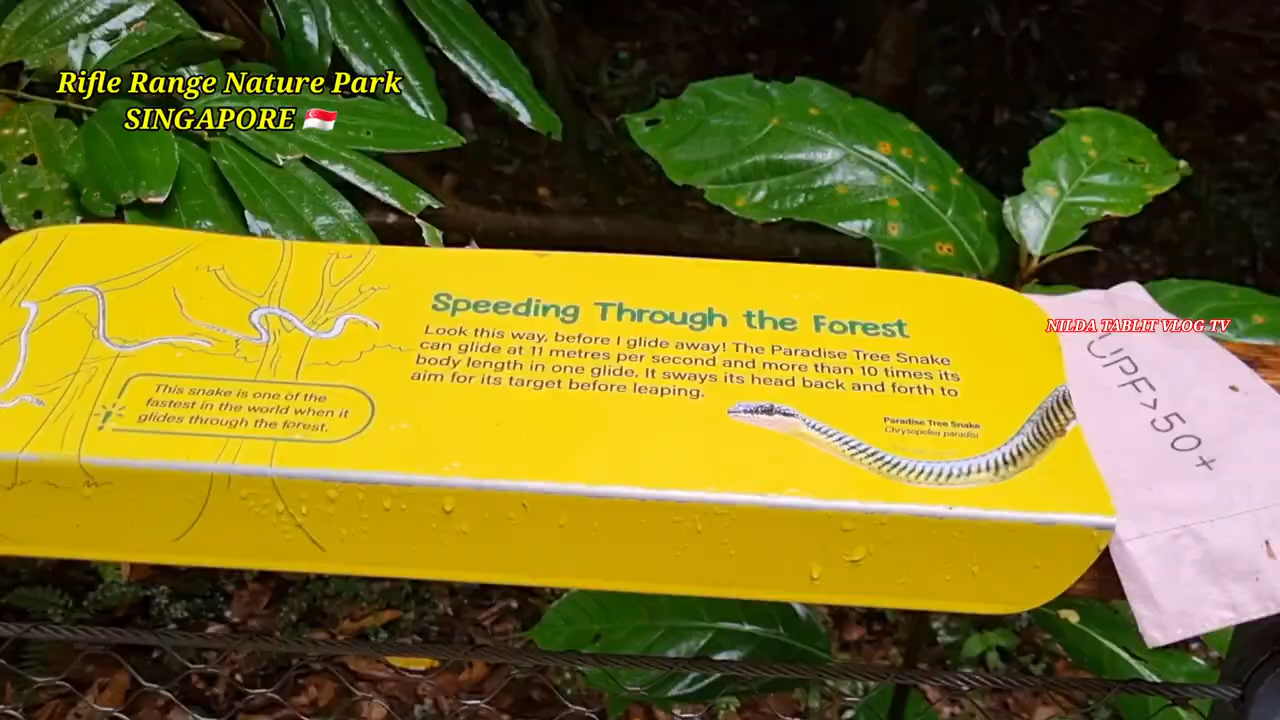 Rifle Range Nature Park
SINGAPORE
Speeding Through the Forest
Look this way, before I glide away! The Paradise Tree Snake
can glide at 11 metres per second and more than 10 times its
body length in one glide. It sways its head back and forth to
aim for its target before leaping.
This snake is one of the
fastest in the world when it
glides through the forest.
Paradise Tree Snake
Chrysopelea paradisi
NILDA TABLIT VLOG TV
UPF>50+